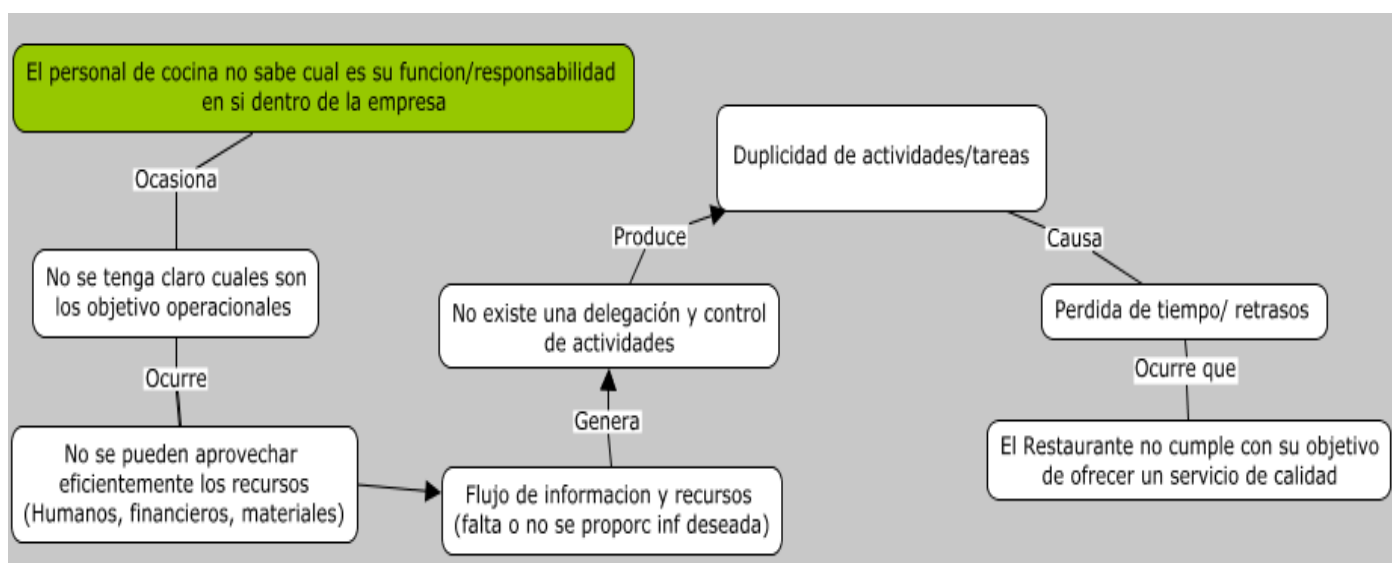 El personal de cocina no sabe cual es su funcion/responsabilidad
en si dentro de la empresa
Ocasiona
No se tenga claro cuales son
los objetivo operacionales
Ocurre
No se pueden aprovechar
eficientemente los recursos
(Humanos, financieros, materiales)
Flujo de informacion y recursos
(falta o no se proporc inf deseada)
Genera
No existe una delegación y control
de actividades
Produce
Duplicidad de actividades/tareas
Causa
Perdida de tiempo/ retrasos
Ocurre que
El Restaurante no cumple con su objetivo
de ofrecer un servicio de calidad